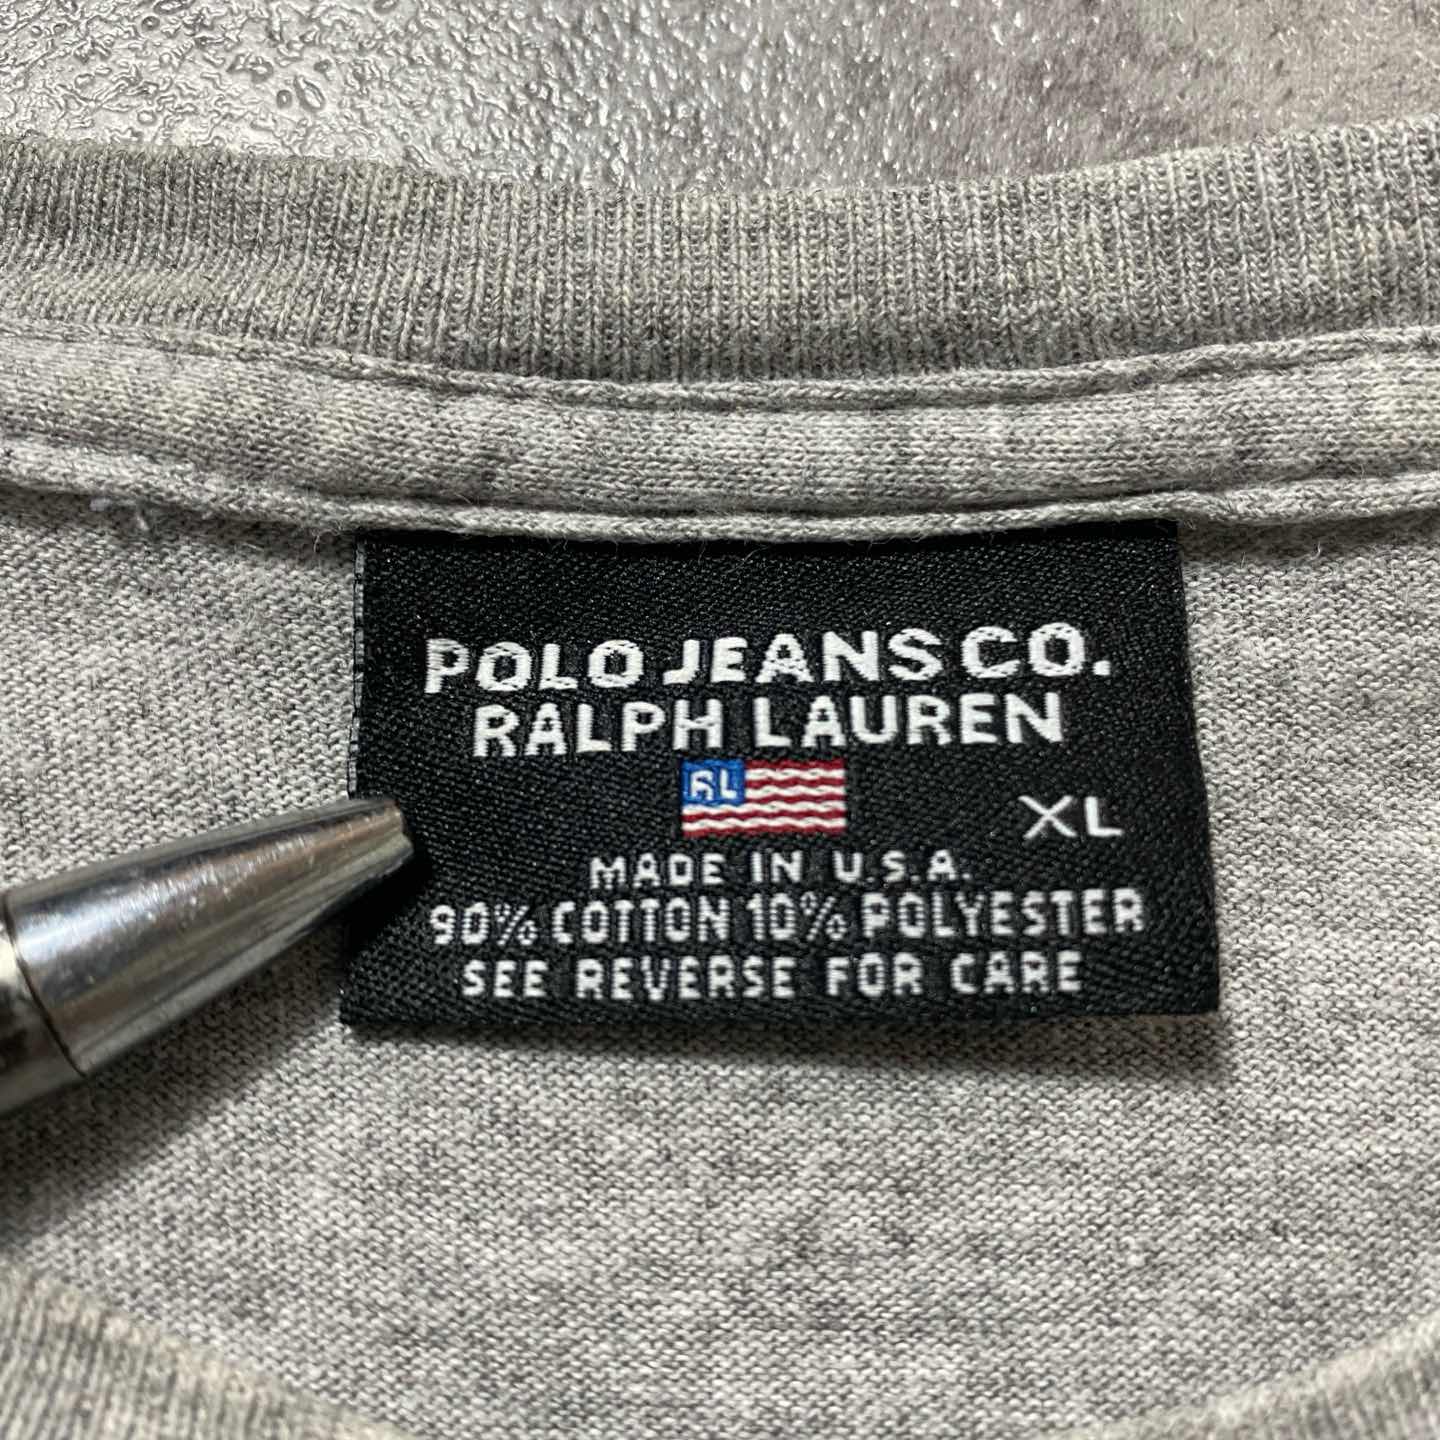 POLO JEANS CO.
RALPH LAUREN
RL
XL
MADE IN U.S.A.
90% COTTON 10% POLYESTER
SEE REVERSE FOR CARE